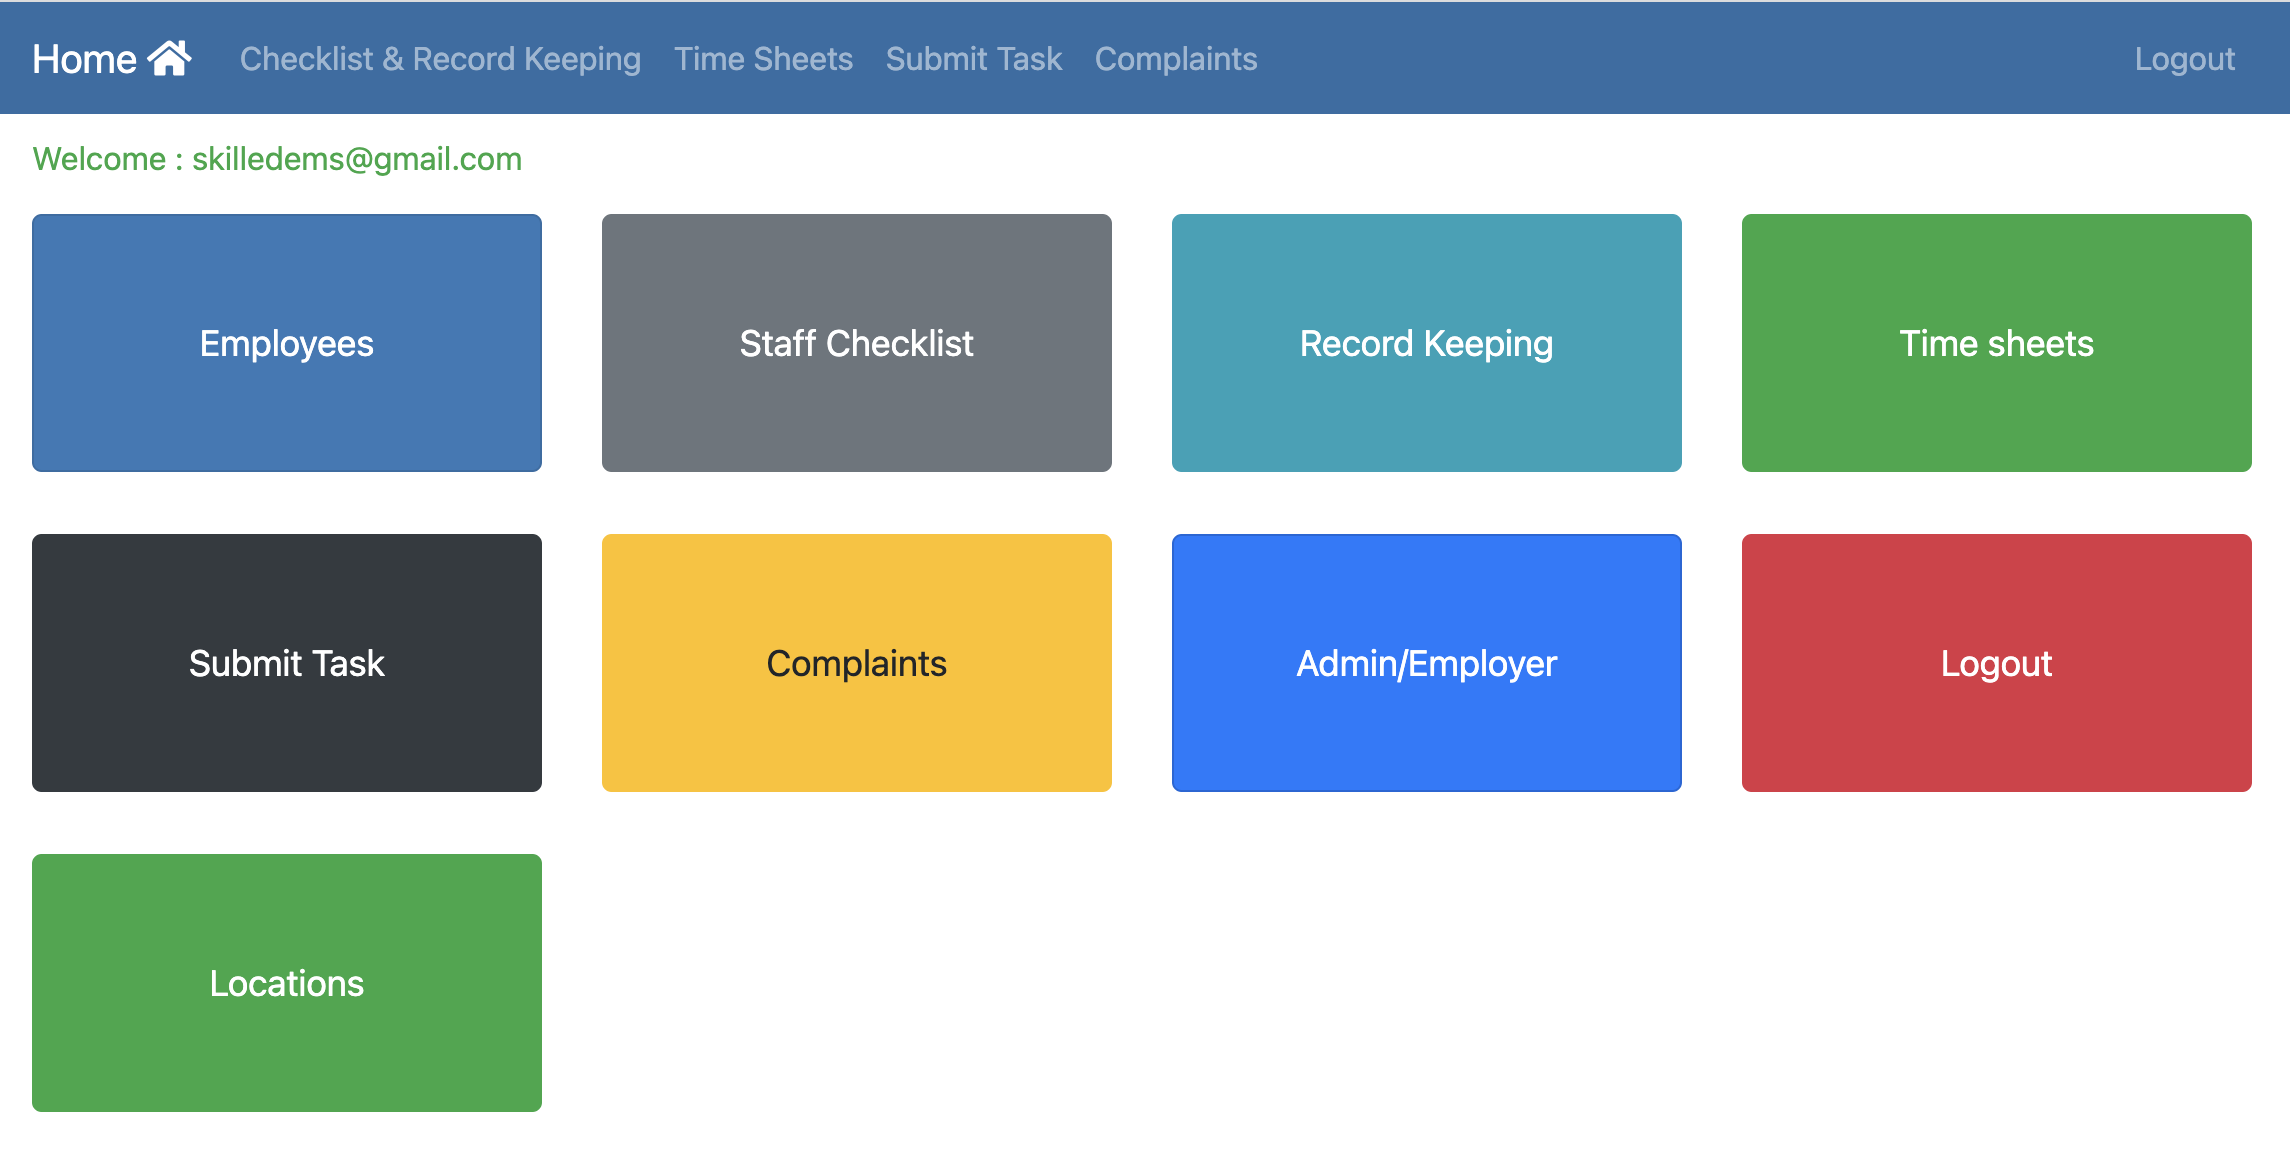 Home Checklist & Record Keeping Time Sheets Submit Task Complaints Logout
Welcome : skilledems@gmail.com
Employees
Staff Checklist
Record Keeping
Time sheets
Submit Task
Complaints
Admin/Employer
Logout
Locations